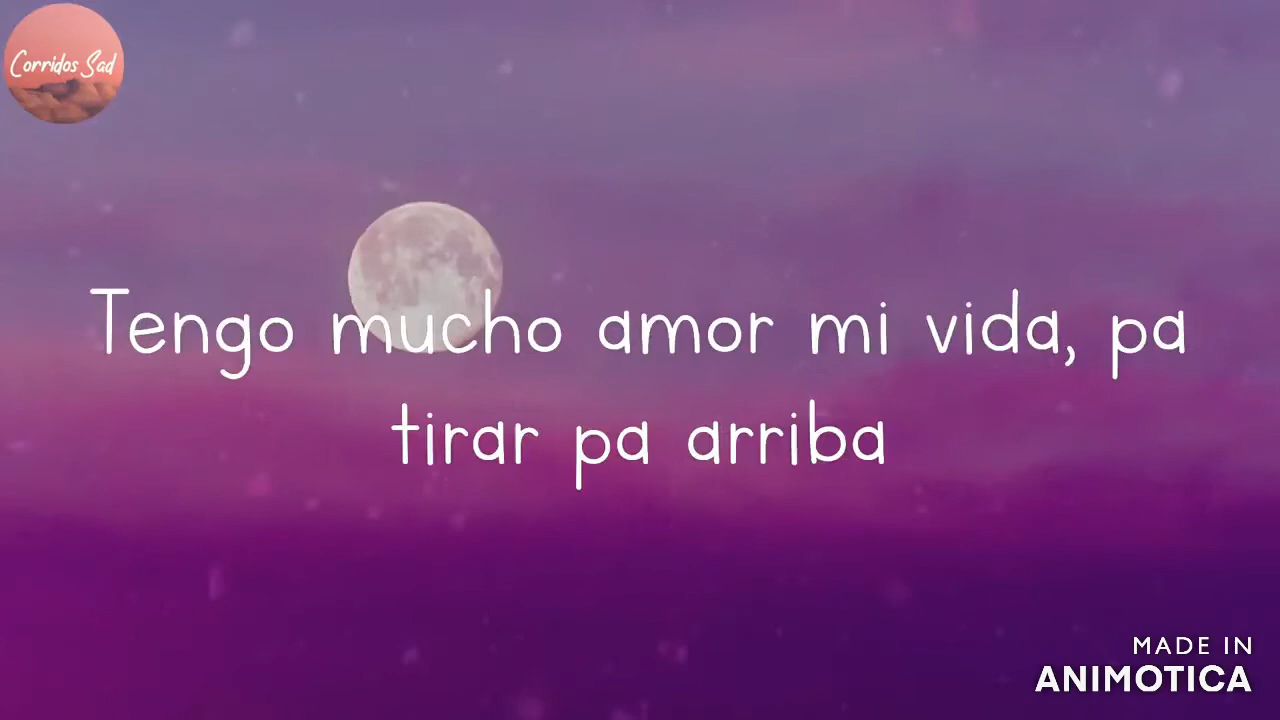 Corridos Sad
Tengo mucho amor mi vida, pa
tirar pa arriba
MADE IN
ANIMOTICA